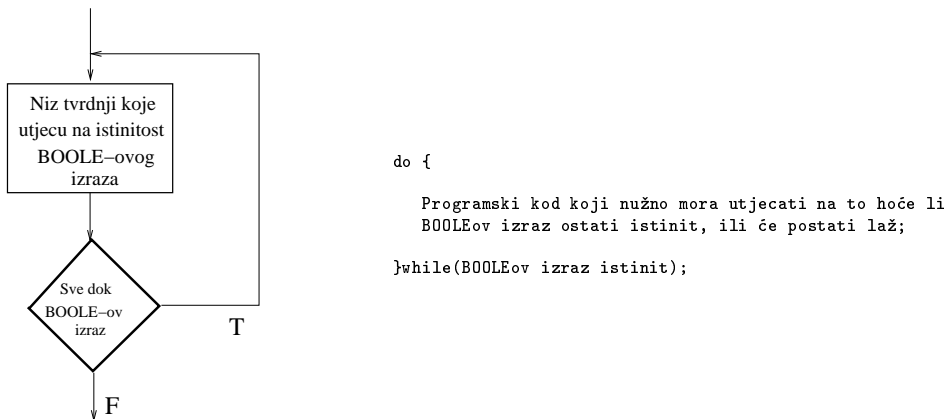 Niz tvrdnji koje
utjecu na istinitost
BOOLE−ovog
izraza
Sve dok
BOOLE−ov
izraz
T
F
do {
Programski kod koji nužno mora utjecati na to hoće li
BOOLEov izraz ostati istinit, ili će postati laž;
}while(BOOLEov izraz istinit);